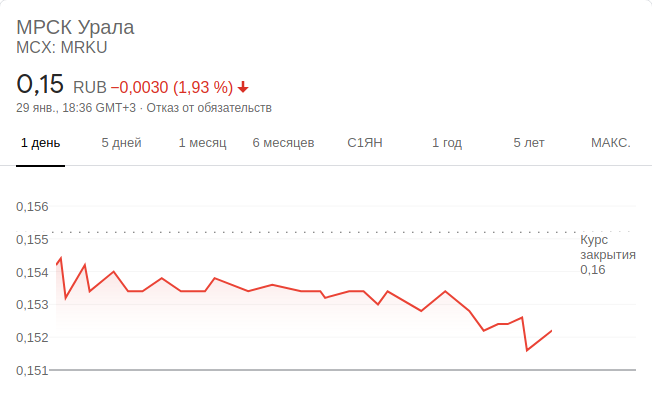 МРСК Урала
MCX: MRKU
0,15 RUB −0,0030 (1,93 %)
29 янв., 18:36 GMT+3 · Отказ от обязательств
1 день 5 дней 1 месяц 6 месяцев С1ЯН 1 год 5 лет МАКС.
0,156
0,155
Курс
закрытия
0,16
0,154
0,153
0,152
0,151